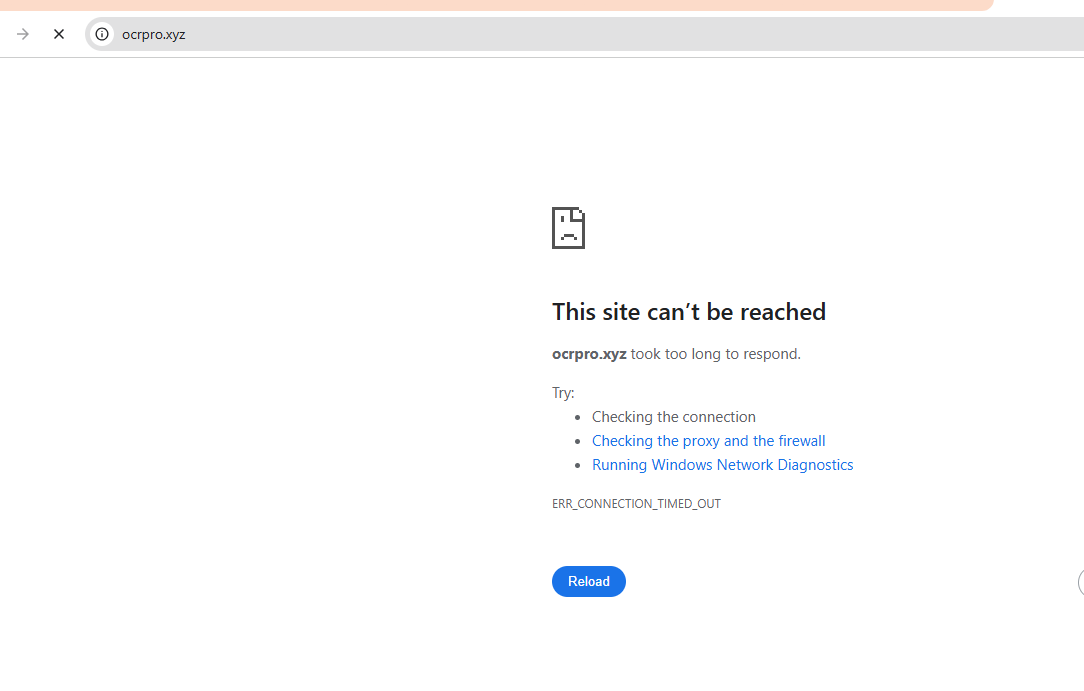 ocrpro.xyz
This site can’t be reached
ocrpro.xyz took too long to respond.
Try:
Checking the connection
Checking the proxy and the firewall
Running Windows Network Diagnostics
ERR_CONNECTION_TIMED_OUT
Reload